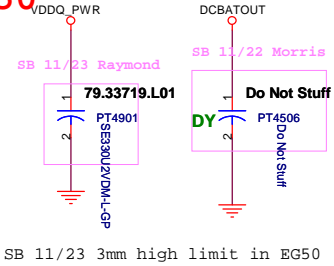 50
VDDQ_PWR
DCBATOUT
SB 11/23 Raymond
SB 11/22 Morris
1
79.33719.L01
PT4901
SE330U2VDM-L-GP
2
1
Do Not Stuff
DY
PT4506
Do Not Stuff
2
SB 11/23 3mm high limit in EG50